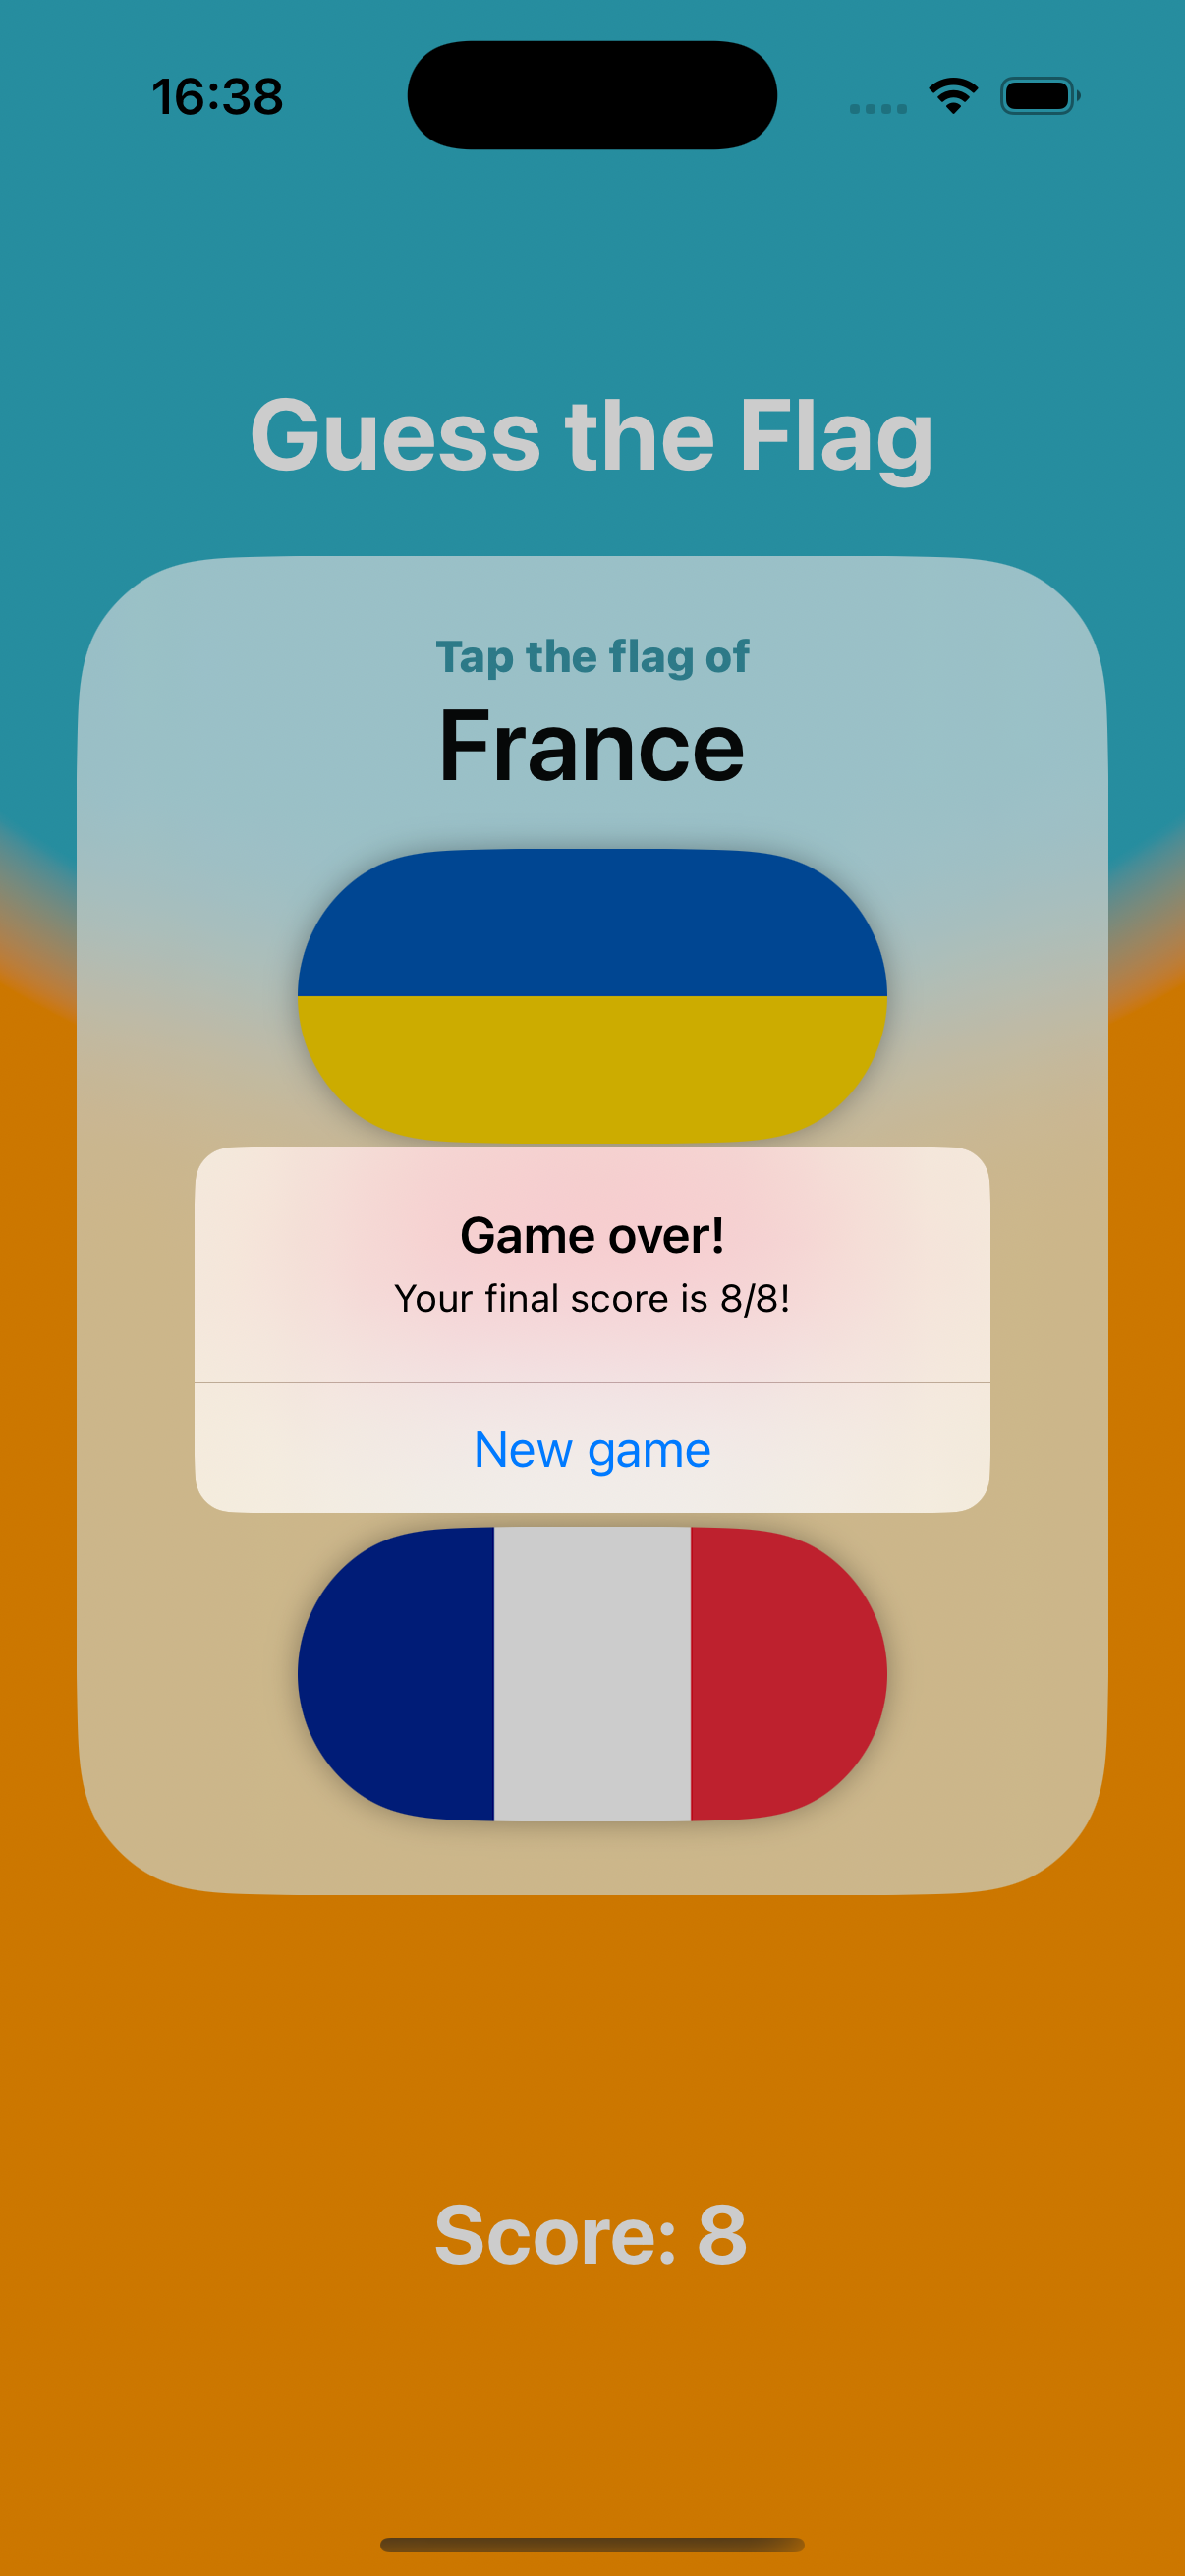 16:38
Guess the Flag
Tap the flag of
France
Game over!
Your final score is 8/8!
New game
Score: 8